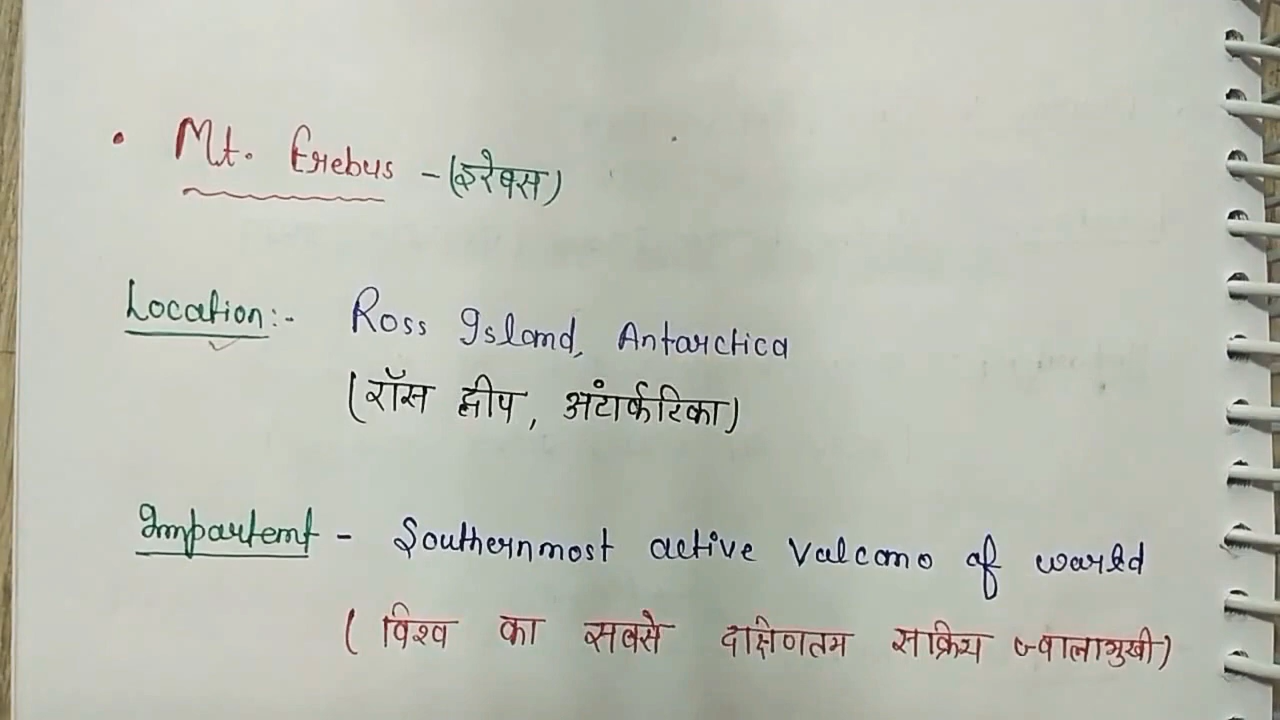 • Mt. Erebus - (इरेबस)
Location:- Ross Island, Antarctica
(रॉस द्वीप, अंटार्कटिका)
Impartemt - Southernmost active Valcano of warld
(विश्व का सबसे दक्षिणतम सक्रिय ज्वालामुखी)